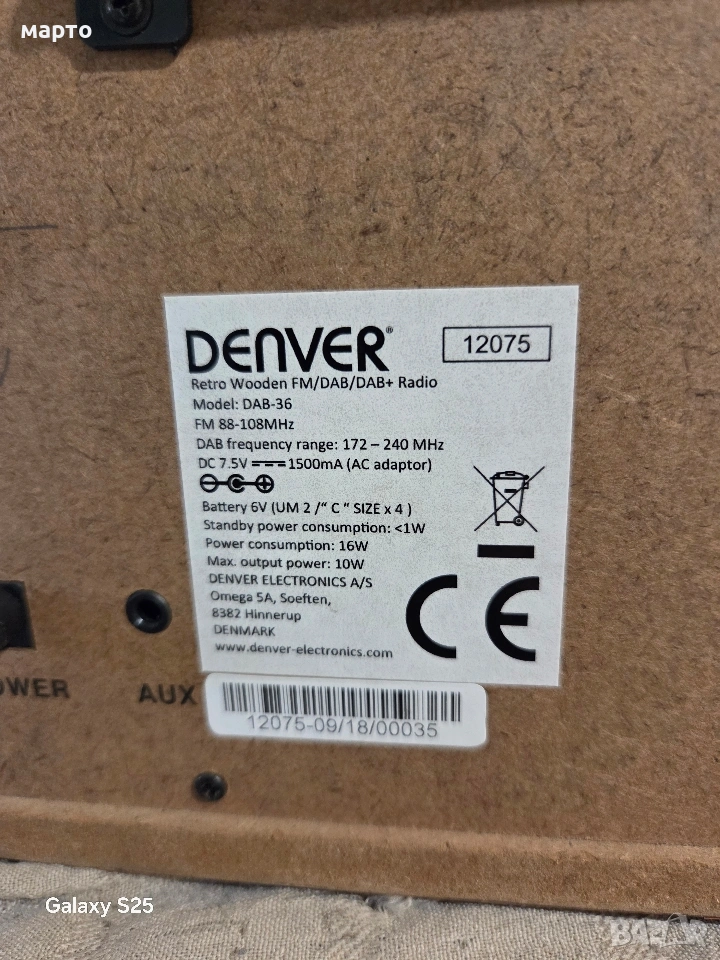 марто
DENVER®
12075
Retro Wooden FM/DAB/DAB+ Radio
Model: DAB-36
FM 88-108MHz
DAB frequency range: 172 – 240 MHz
DC 7.5V 1500mA (AC adaptor)
Battery 6V (UM 2 /“ C “ SIZE x 4 )
Standby power consumption: <1W
Power consumption: 16W
Max. output power: 10W
DENVER ELECTRONICS A/S
Omega 5A, Soeften,
8382 Hinnerup
DENMARK
www.denver-electronics.com
CE
OWER
AUX
12075-09/18/00035
Galaxy S25
BAZAR